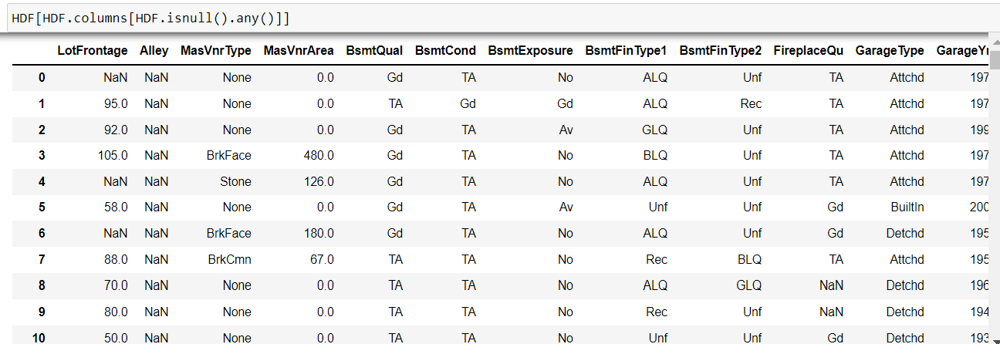 HDF[HDF.columns[HDF.isnull().any()]]
LotFrontage Alley MasVnrType MasVnrArea BsmtQual BsmtCond BsmtExposure BsmtFinType1 BsmtFinType2 FireplaceQu GarageType GarageYr
0 NaN NaN None 0.0 Gd TA No ALQ Unf TA Attchd 197
1 95.0 NaN None 0.0 TA Gd Gd ALQ Rec TA Attchd 197
2 92.0 NaN None 0.0 Gd TA Av GLQ Unf TA Attchd 199
3 105.0 NaN BrkFace 480.0 Gd TA No BLQ Unf TA Attchd 197
4 NaN NaN Stone 126.0 Gd TA No ALQ Unf TA Attchd 197
5 58.0 NaN None 0.0 Gd TA Av Unf Unf Gd BuiltIn 200
6 NaN NaN BrkFace 180.0 Gd TA No ALQ Unf Gd Detchd 195
7 88.0 NaN BrkCmn 67.0 TA TA No Rec BLQ TA Attchd 195
8 70.0 NaN None 0.0 TA TA No ALQ GLQ NaN Detchd 196
9 80.0 NaN None 0.0 TA TA No Rec Unf NaN Detchd 194
10 50.0 NaN None 0.0 TA TA No Unf Unf Gd Detchd 193